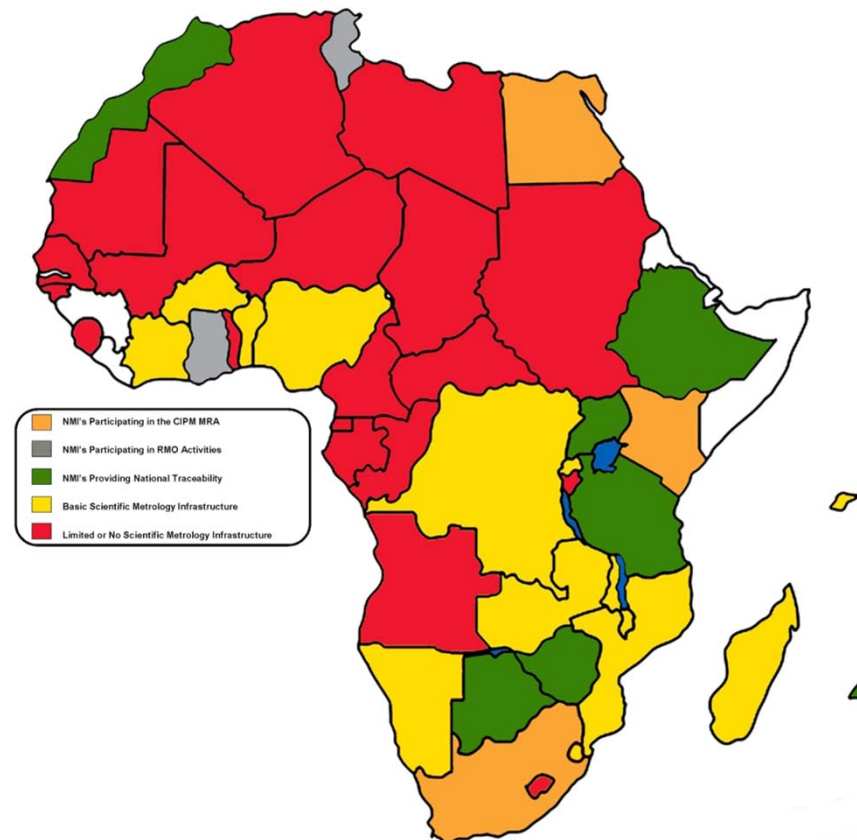 NMI's Participating in the CIPM MRA
NMI's Participating in RMO Activities
NMI's Providing National Traceability
Basic Scientific Metrology Infrastructure
Limited or No Scientific Metrology Infrastructure